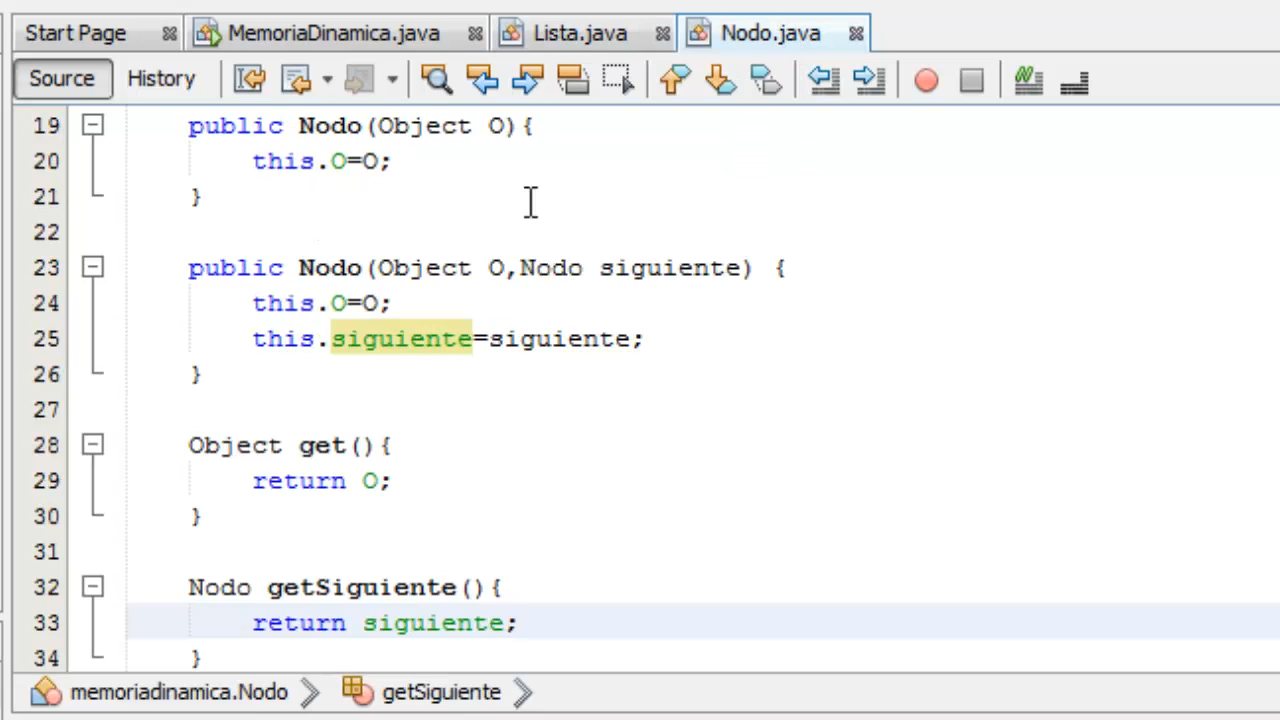 Start Page MemoriaDinamica.java Lista.java Nodo.java
Source History
19 public Nodo(Object O){
20 this.O=O;
21 }
22
23 public Nodo(Object O,Nodo siguiente) {
24 this.O=O;
25 this.siguiente=siguiente;
26 }
27
28 Object get(){
29 return O;
30 }
31
32 Nodo getSiguiente(){
33 return siguiente;
34 }
memoriadinamica.Nodo getSiguiente